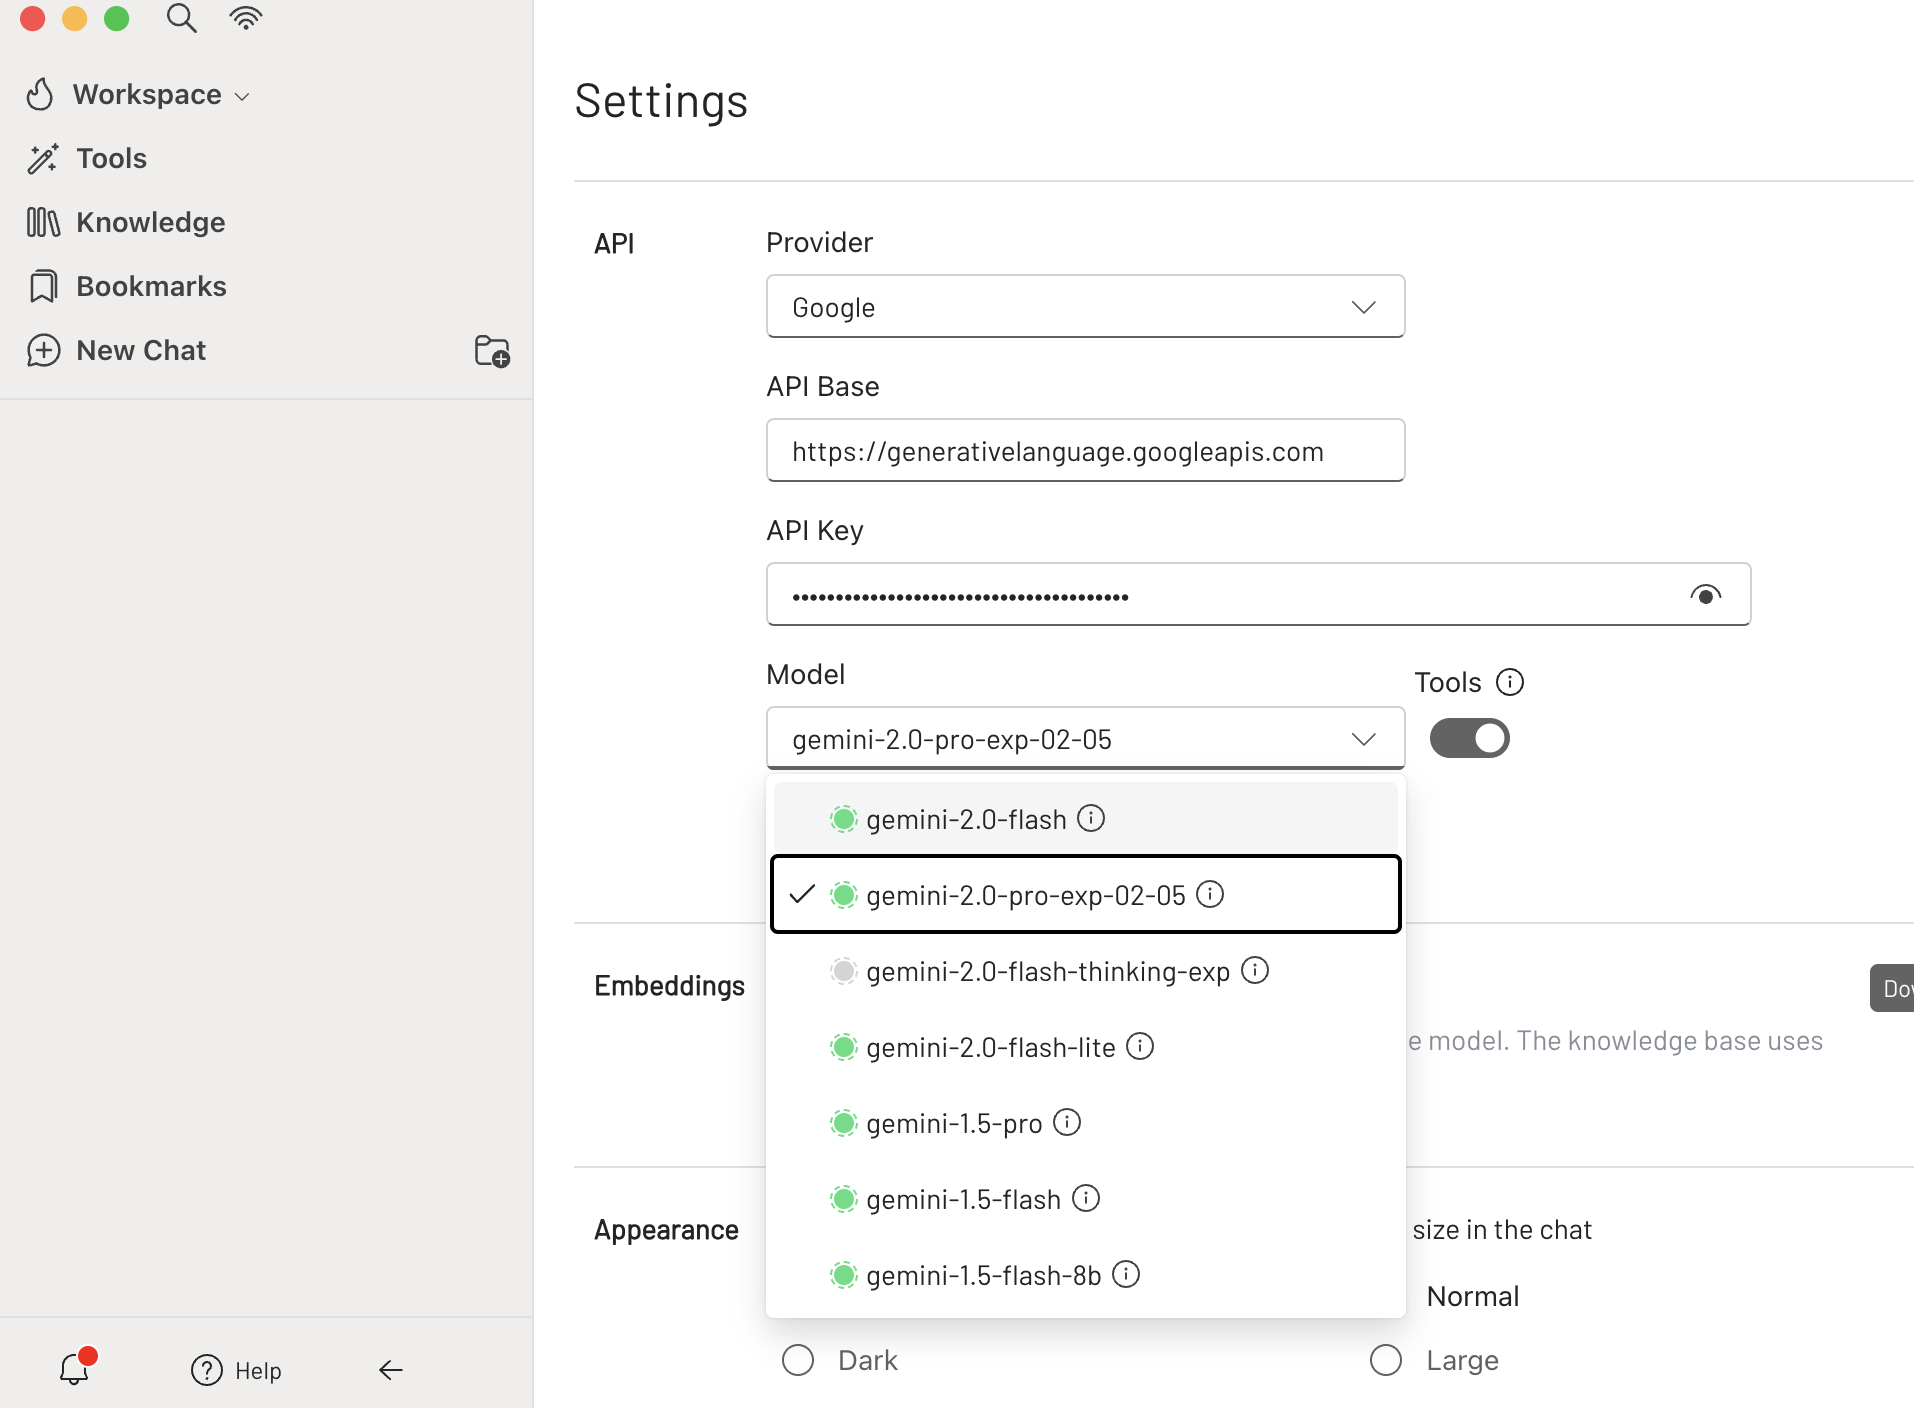 Workspace
Tools
Knowledge
Bookmarks
New Chat
Help
Settings
API
Provider
Google
API Base
https://generativelanguage.googleapis.com
API Key
Model
Tools
gemini-2.0-pro-exp-02-05
gemini-2.0-flash
gemini-2.0-pro-exp-02-05
gemini-2.0-flash-thinking-exp
gemini-2.0-flash-lite
gemini-1.5-pro
gemini-1.5-flash
gemini-1.5-flash-8b
Embeddings
model. The knowledge base uses
Appearance
size in the chat
Normal
Dark
Large